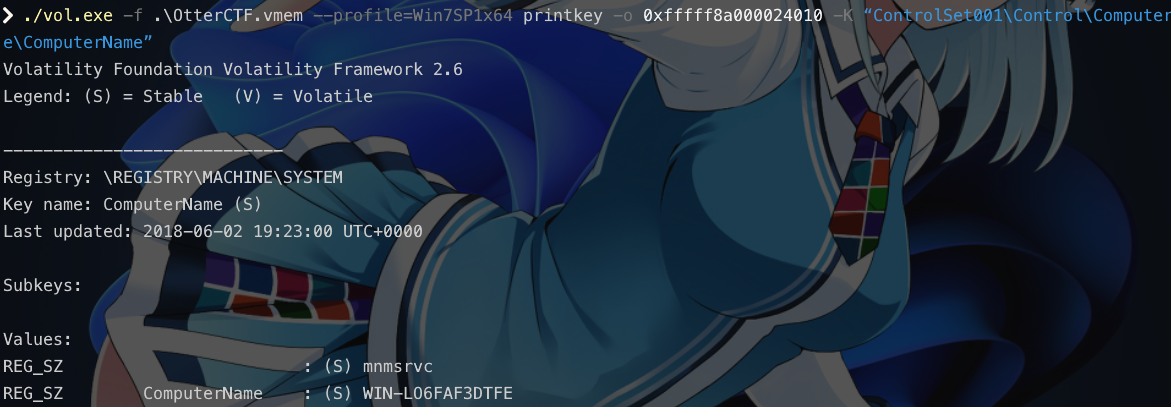 ❯ ./vol.exe -f .\OtterCTF.vmem --profile=Win7SP1x64 printkey -o 0xfffff8a000024010 -K “ControlSet001\Control\Computer
e\ComputerName”
Volatility Foundation Volatility Framework 2.6
Legend: (S) = Stable   (V) = Volatile
----------------------------
Registry: \REGISTRY\MACHINE\SYSTEM
Key name: ComputerName (S)
Last updated: 2018-06-02 19:23:00 UTC+0000
Subkeys:
Values:
REG_SZ                        : (S) mnmsrvc
REG_SZ        ComputerName    : (S) WIN-LO6FAF3DTFE